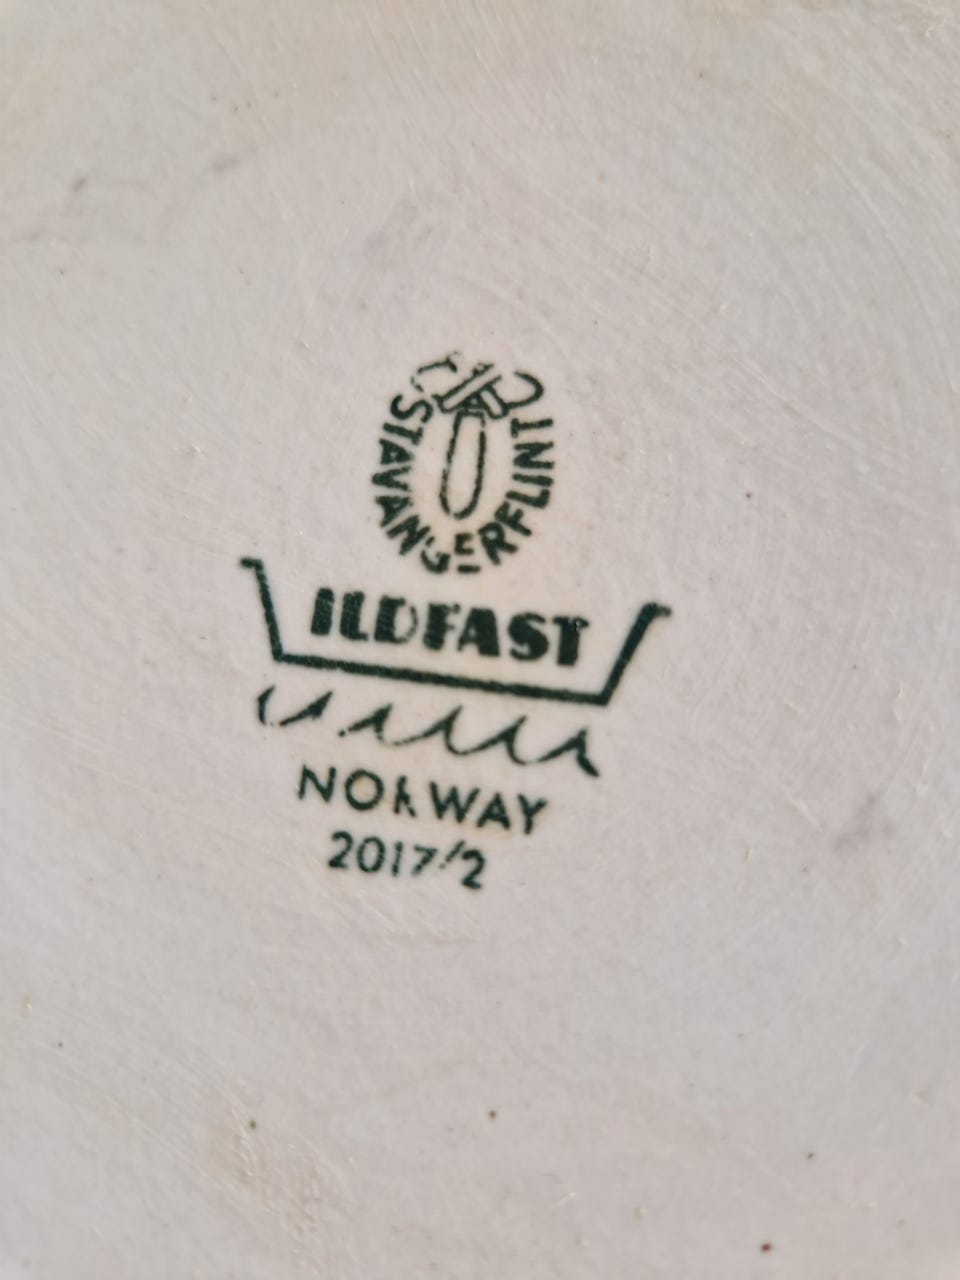 STAVANGERFLINT
ILDFAST
NORWAY
2017/2